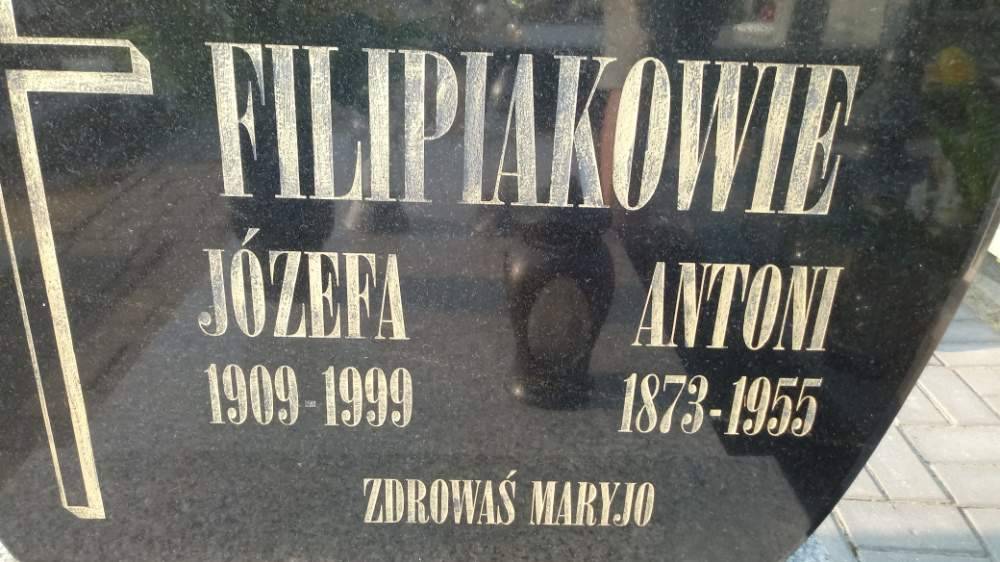 FILIPIAKOWIE
JÓZEFA ANTONI
1909-1999 1873-1955
ZDROWAŚ MARYJO